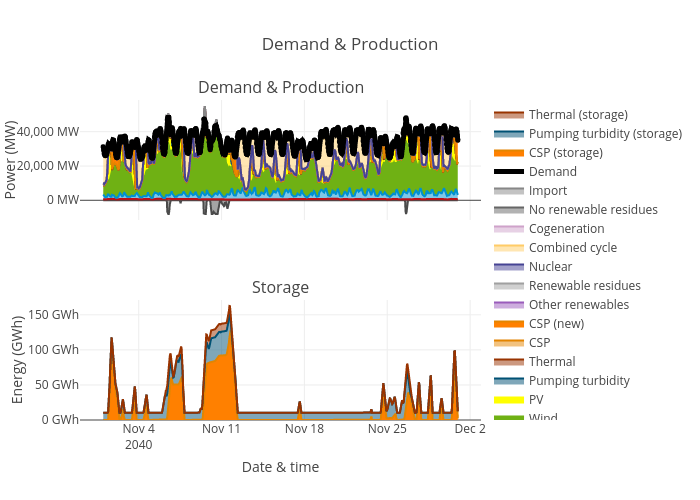 Demand & Production
Demand & Production
Power (MW)
40,000 MW
20,000 MW
0 MW
Storage
Energy (GWh)
150 GWh
100 GWh
50 GWh
0 GWh
Nov 4
2040
Nov 11
Nov 18
Nov 25
Dec 2
Date & time
Thermal (storage)
Pumping turbidity (storage)
CSP (storage)
Demand
Import
No renewable residues
Cogeneration
Combined cycle
Nuclear
Renewable residues
Other renewables
CSP (new)
CSP
Thermal
Pumping turbidity
PV
Wind